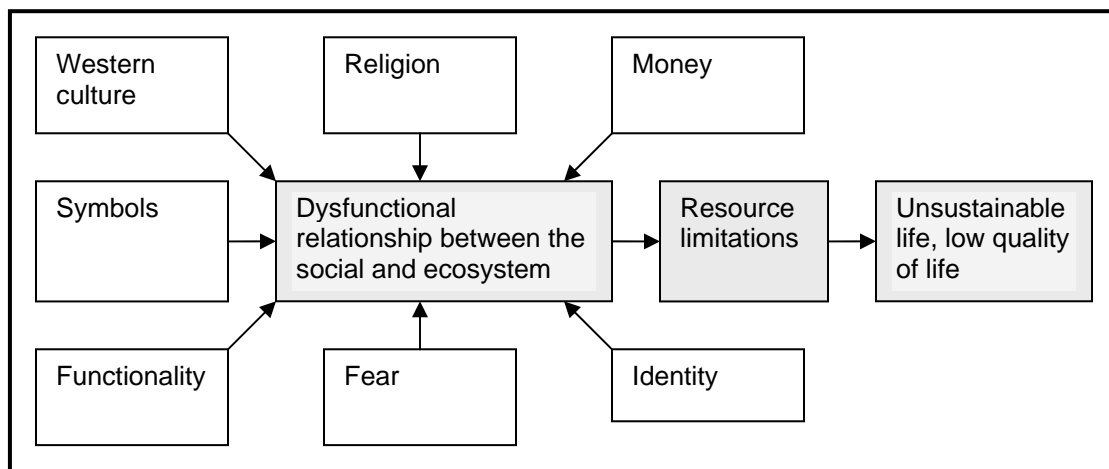 Western
culture
Religion
Money
Symbols
Dysfunctional
relationship between the
social and ecosystem
Resource
limitations
Unsustainable
life, low quality
of life
Functionality
Fear
Identity